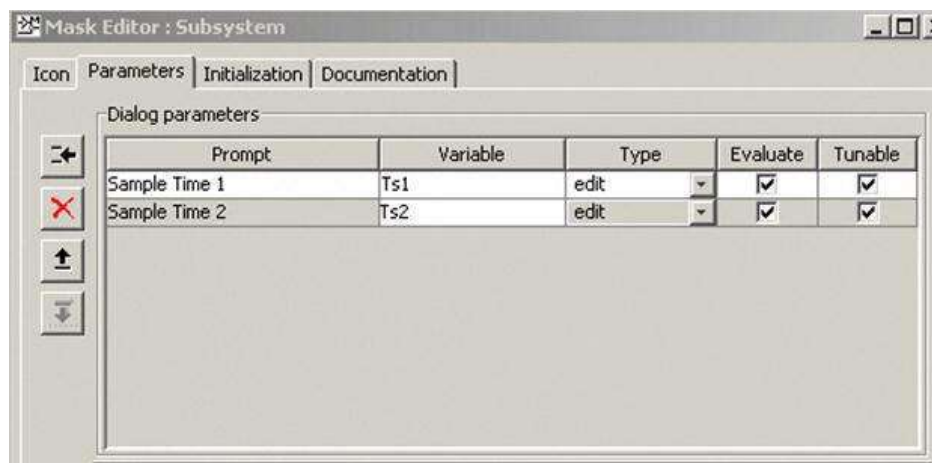 Mask Editor : Subsystem
Icon Parameters Initialization Documentation
Dialog parameters
Prompt Variable Type Evaluate Tunable
Sample Time 1 Ts1 edit
Sample Time 2 Ts2 edit